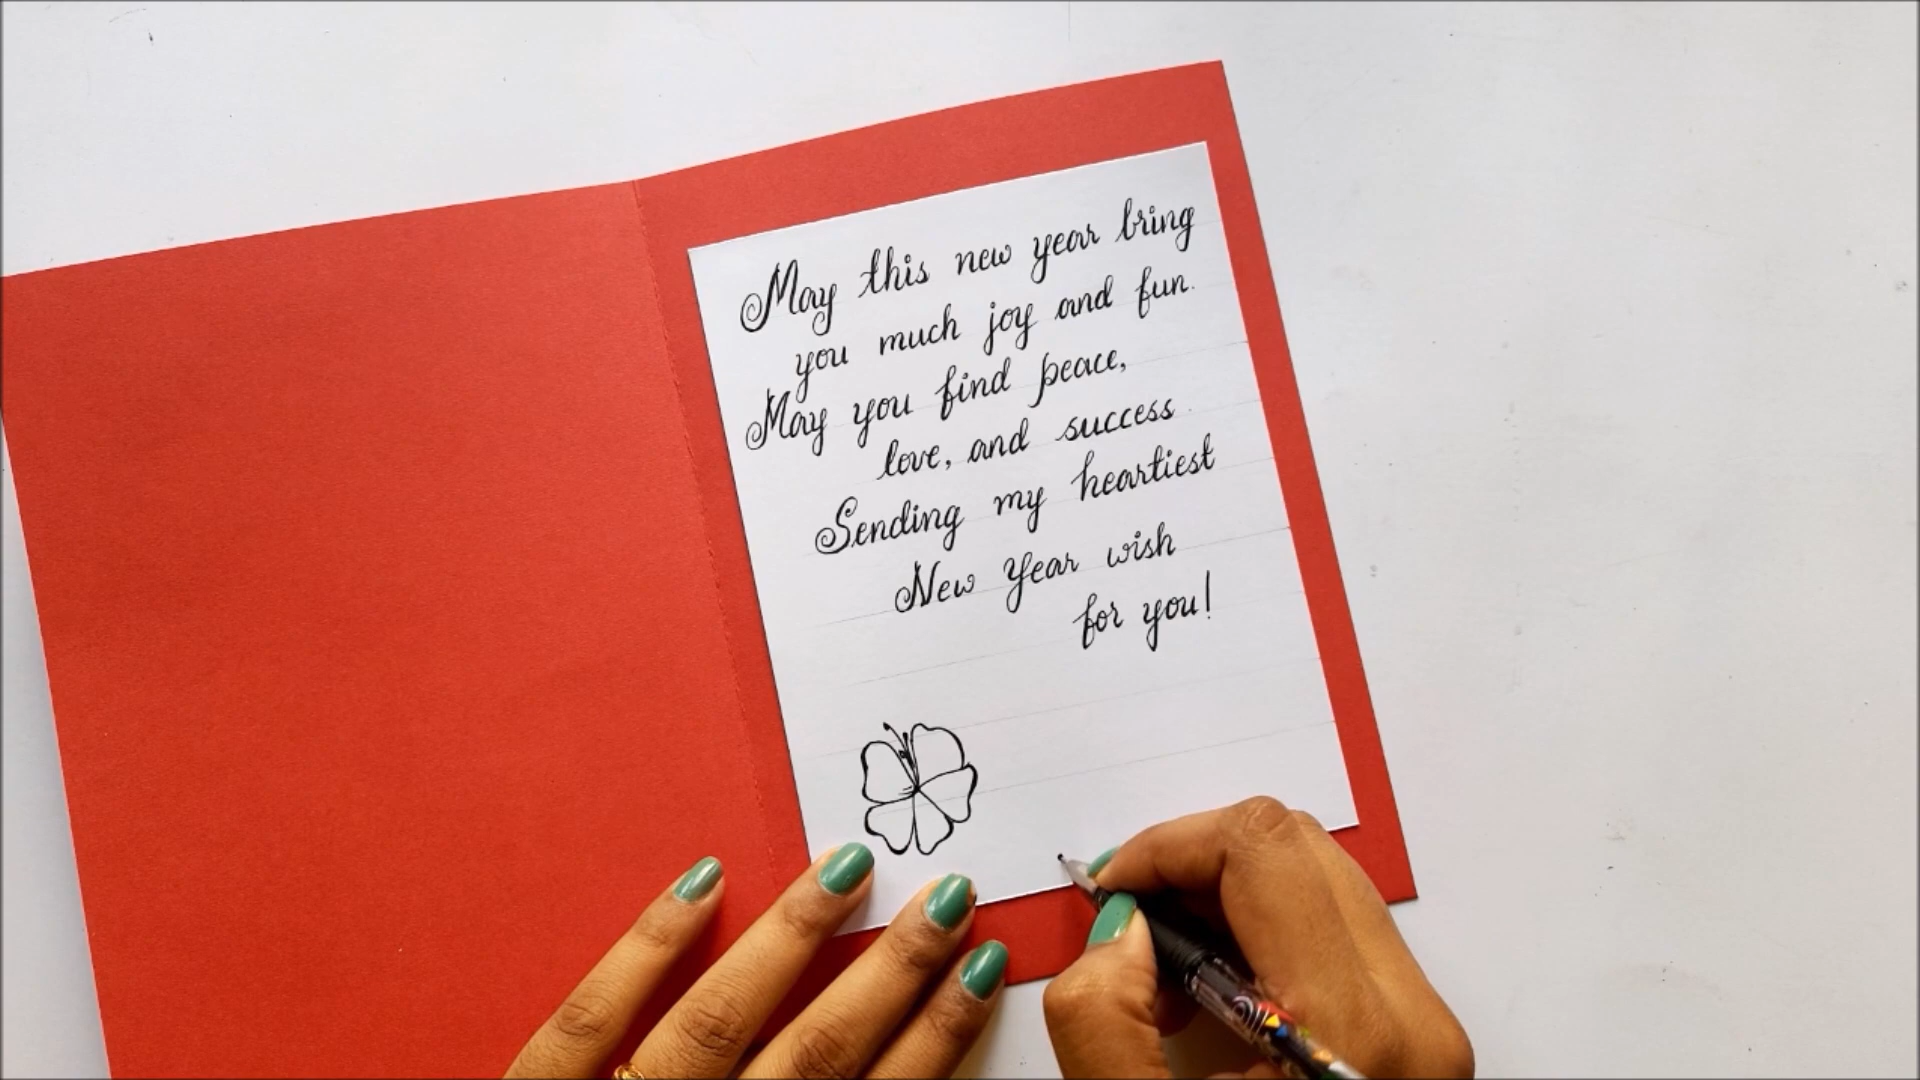 May this new year bring
you much joy and fun.
May you find peace,
love, and success.
Sending my heartiest
New Year wish
for you!